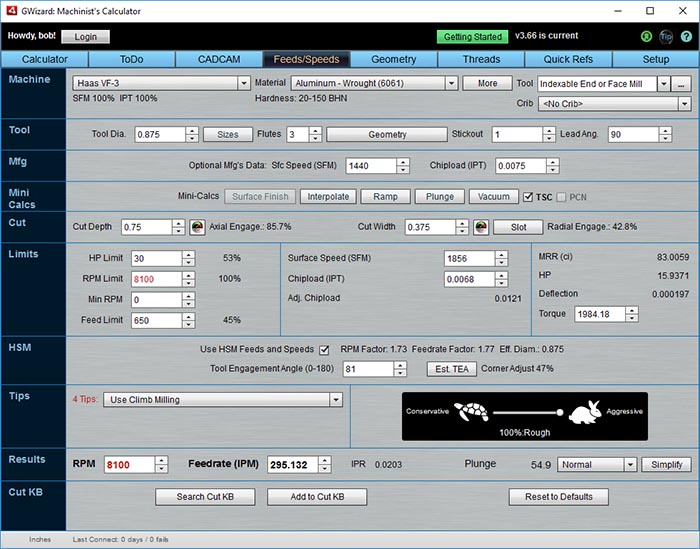 GWizard: Machinist's Calculator
Howdy, bob! Login Getting Started v3.66 is current Tip ?
Calculator ToDo CADCAM Feeds/Speeds Geometry Threads Quick Refs Setup
Machine Haas VF-3 Material Aluminum - Wrought (6061) More Tool Indexable End or Face Mill ...
SFM 100% IPT 100% Hardness: 20-150 BHN Crib <No Crib>
Tool Tool Dia. 0.875 Sizes Flutes 3 Geometry Stickout 1 Lead Ang. 90
Mfg Optional Mfg's Data: Sfc Speed (SFM) 1440 Chipload (IPT) 0.0075
Mini Calcs Mini-Calcs Surface Finish Interpolate Ramp Plunge Vacuum TSC PCN
Cut Cut Depth 0.75 Axial Engage.: 85.7% Cut Width 0.375 Slot Radial Engage.: 42.8%
Limits HP Limit 30 53% Surface Speed (SFM) 1856 MRR (ci) 83.0059
RPM Limit 8100 100% Chipload (IPT) 0.0068 HP 15.9371
Min RPM 0 Adj. Chipload 0.0121 Deflection 0.000197
Feed Limit 650 45% Torque 1984.18
HSM Use HSM Feeds and Speeds RPM Factor: 1.73 Feedrate Factor: 1.77 Eff. Diam.: 0.875
Tool Engagement Angle (0-180) 81 Est. TEA Corner Adjust 47%
Tips 4 Tips: Use Climb Milling Conservative Aggressive
100%:Rough
Results RPM 8100 Feedrate (IPM) 295.132 IPR 0.0203 Plunge 54.9 Normal Simplify
Cut KB Search Cut KB Add to Cut KB Reset to Defaults
Inches Last Connect: 0 days / 0 fails